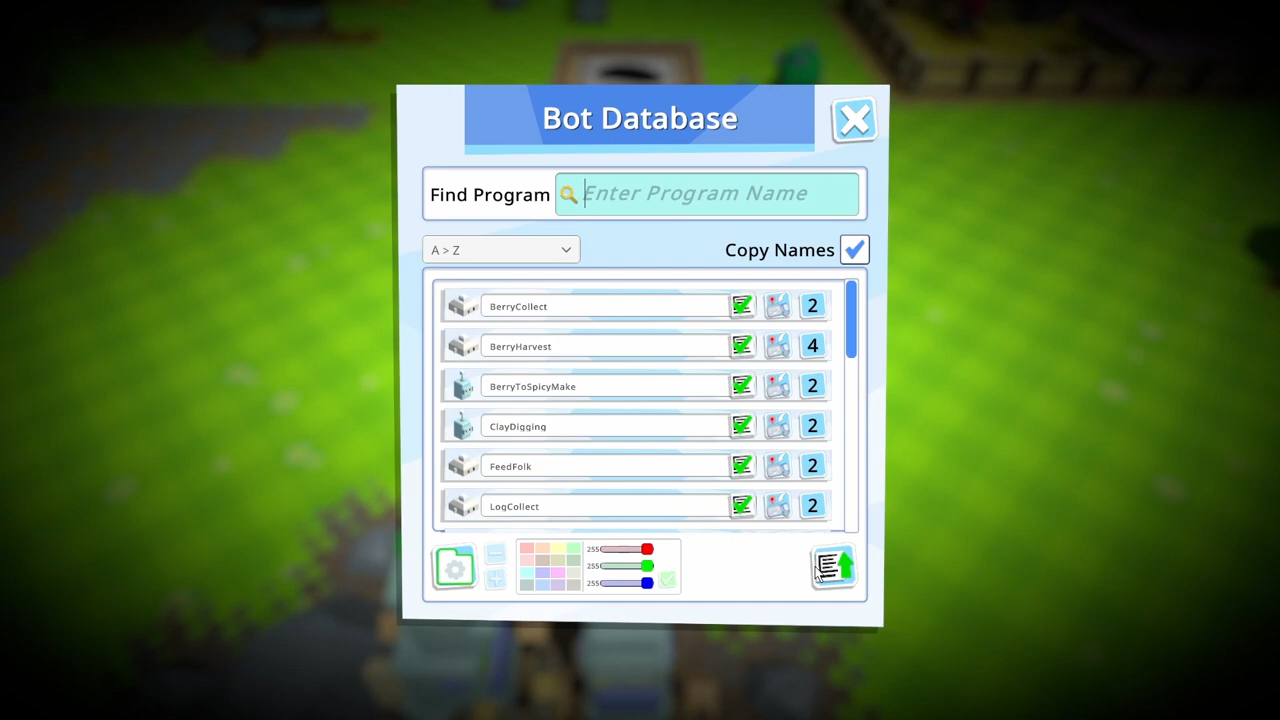 Bot Database
Find Program Enter Program Name
A > Z Copy Names
BerryCollect 2
BerryHarvest 4
BerryToSpicyMake 2
ClayDigging 2
FeedFolk 2
LogCollect 2
255
255
255